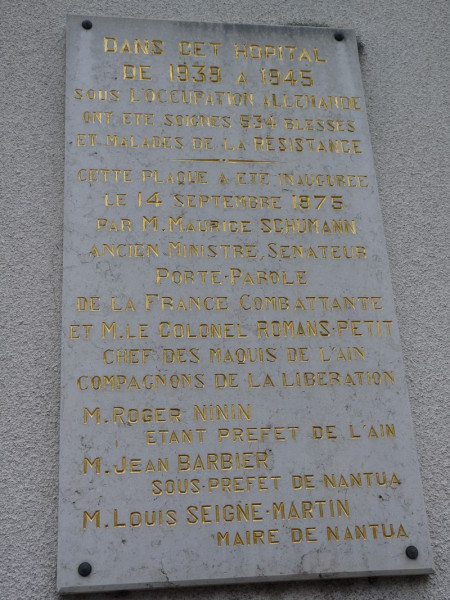 DANS CET HOPITAL
DE 1939 A 1945
SOUS L'OCCUPATION ALLEMANDE
ONT ETE SOIGNES 934 BLESSES
ET MALADES DE LA RESISTANCE
CETTE PLAQUE A ETE INAUGUREE
LE 14 SEPTEMBRE 1975
PAR M. MAURICE SCHUMANN
ANCIEN MINISTRE, SENATEUR
PORTE-PAROLE
DE LA FRANCE COMBATTANTE
ET M. LE COLONEL ROMANS-PETIT
CHEF DES MAQUIS DE L'AIN
COMPAGNONS DE LA LIBERATION
M. ROGER NININ
ETANT PREFET DE L'AIN
M. JEAN BARBIER
SOUS-PREFET DE NANTUA
M. LOUIS SEIGNE-MARTIN
MAIRE DE NANTUA